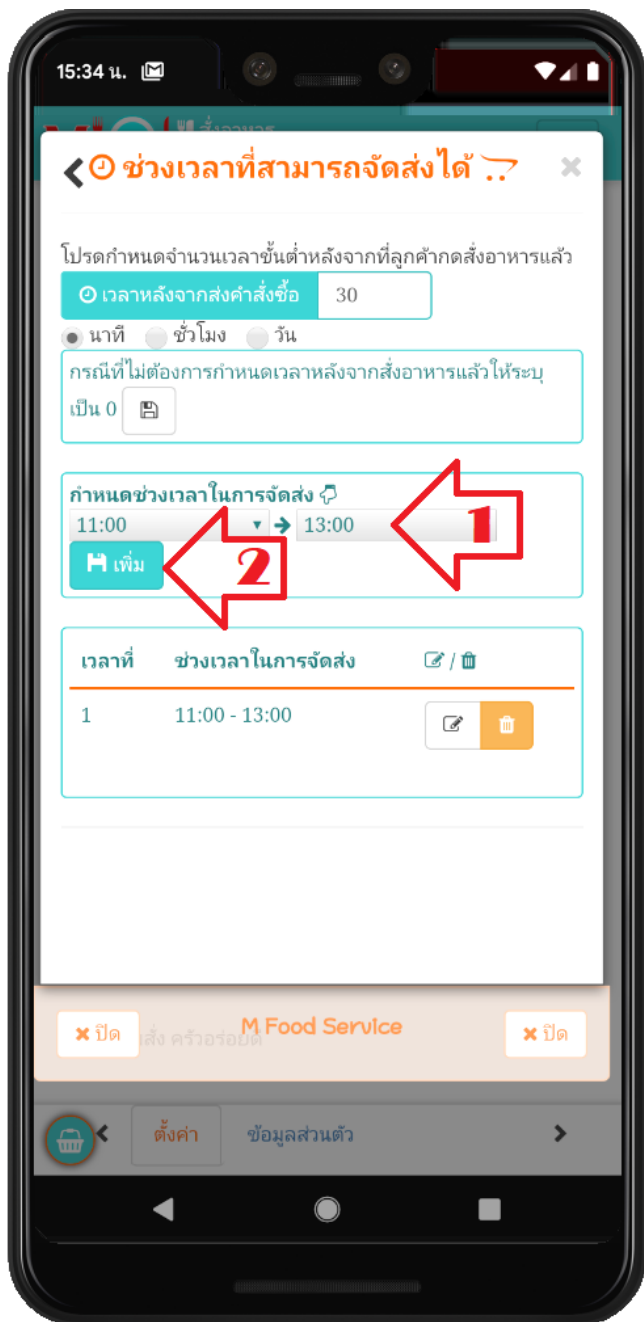 15:34 น.
สั่งอาหาร
ช่วงเวลาที่สามารถจัดส่งได้
โปรดกำหนดจำนวนเวลาขั้นต่ำหลังจากที่ลูกค้ากดสั่งอาหารแล้ว
เวลาหลังจากส่งคำสั่งซื้อ 30
นาที ชั่วโมง วัน
กรณีที่ไม่ต้องการกำหนดเวลาหลังจากสั่งอาหารแล้วให้ระบุ
เป็น 0
กำหนดช่วงเวลาในการจัดส่ง
11:00 13:00 1
เพิ่ม 2
เวลาที่ ช่วงเวลาในการจัดส่ง /
1 11:00 - 13:00
ปิด M Food Service ปิด
ตั้งค่า ข้อมูลส่วนตัว